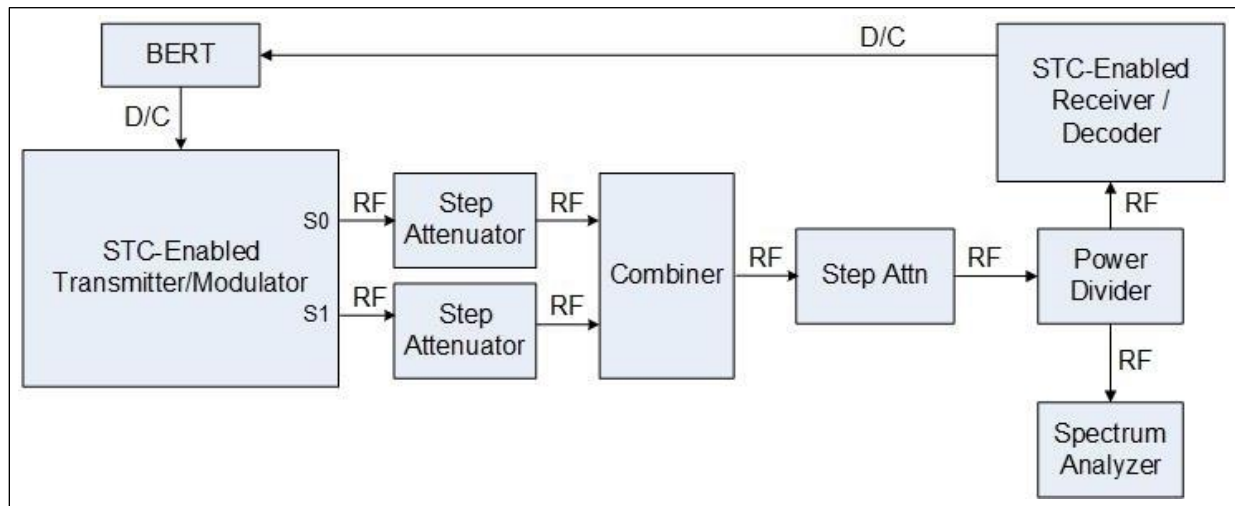 BERT
D/C
D/C
STC-Enabled
Receiver /
Decoder
STC-Enabled
Transmitter/Modulator
S0
S1
RF
Step
Attenuator
RF
RF
Step
Attenuator
RF
Combiner
RF
Step Attn
RF
Power
Divider
RF
RF
Spectrum
Analyzer